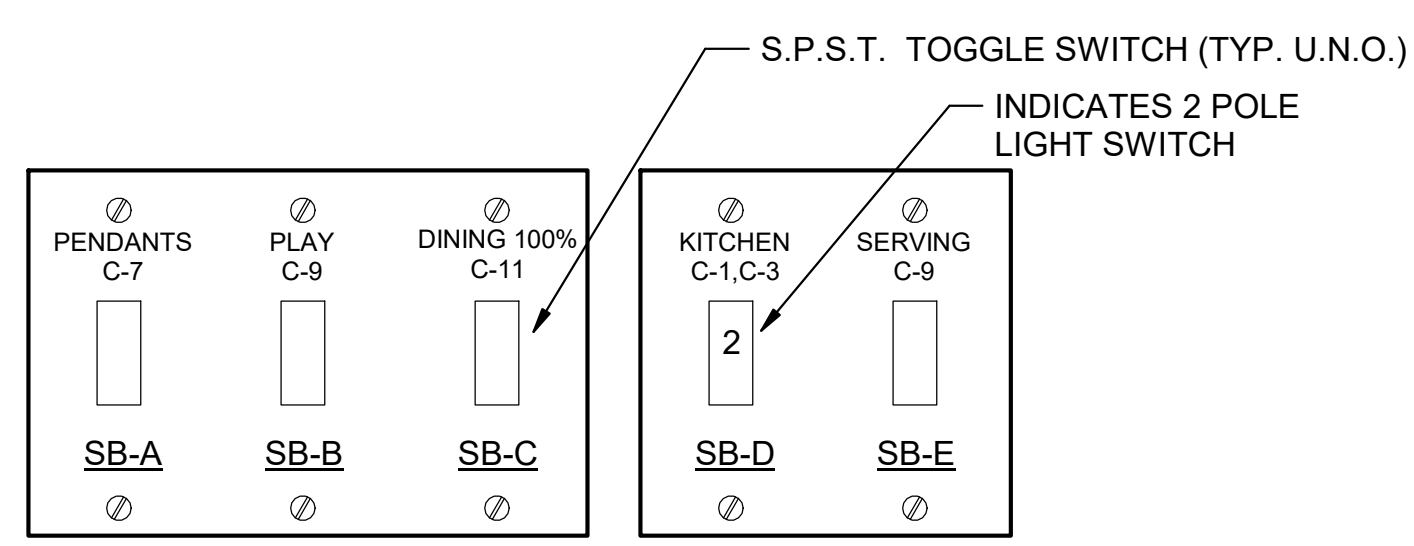 S.P.S.T. TOGGLE SWITCH (TYP. U.N.O.)
INDICATES 2 POLE
LIGHT SWITCH
PENDANTS
C-7
PLAY
C-9
DINING 100%
C-11
KITCHEN
C-1,C-3
SERVING
C-9
2
SB-A
SB-B
SB-C
SB-D
SB-E